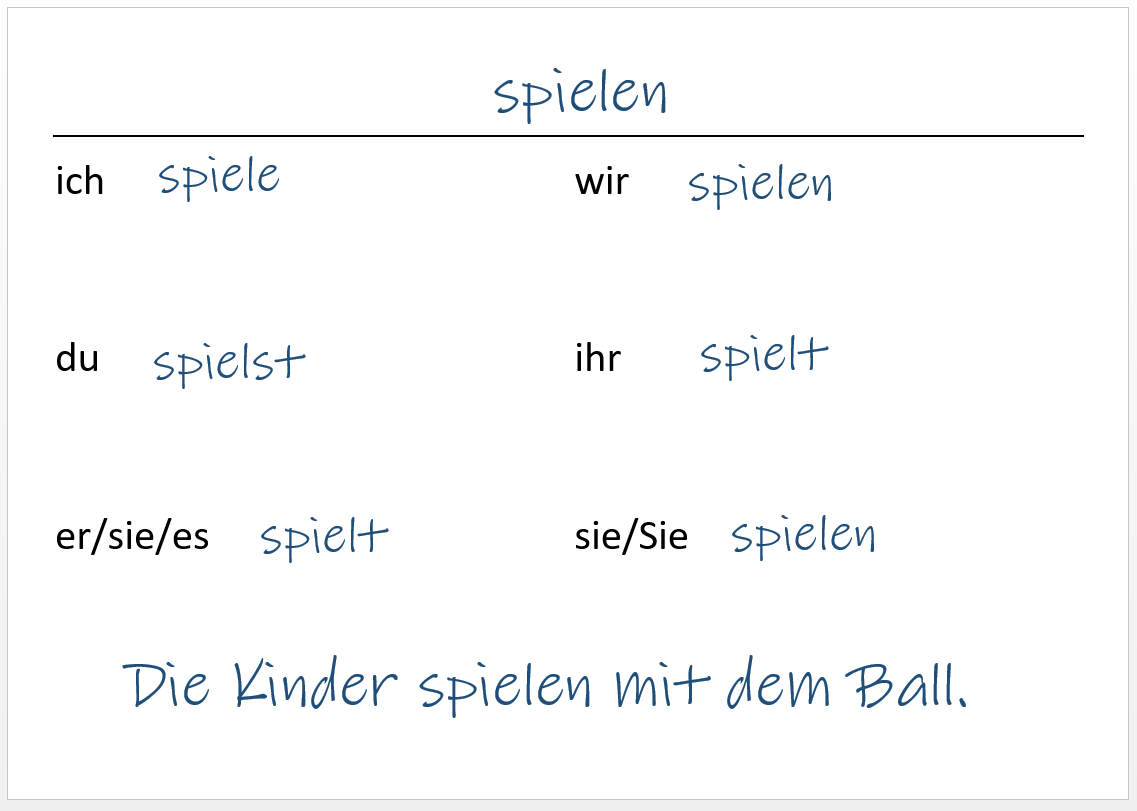 spielen
ich spiele wir spielen
du spielst ihr spielt
er/sie/es spielt sie/Sie spielen
Die Kinder spielen mit dem Ball.